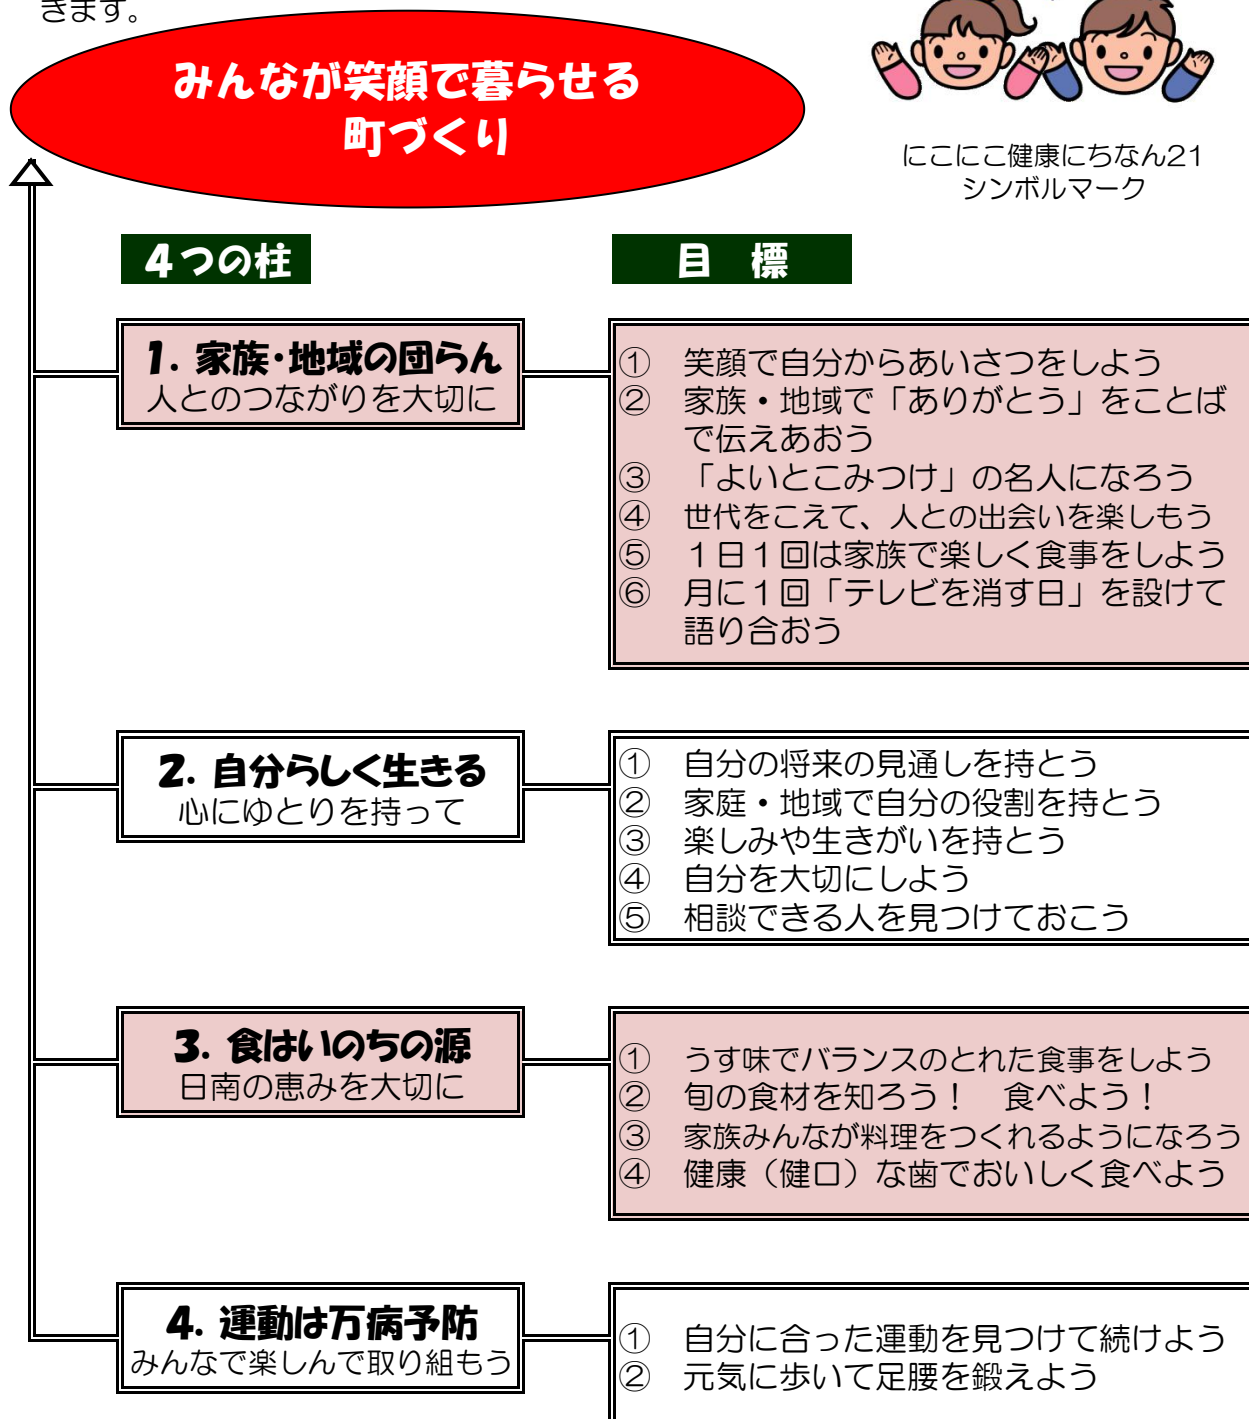 きます。
みんなが笑顔で暮らせる
町づくり
にこにこ健康にちなん21
シンボルマーク
4つの柱
目　標
1. 家族・地域の団らん
人とのつながりを大切に
①　笑顔で自分からあいさつをしよう
②　家族・地域で「ありがとう」をことば
で伝えあおう
③　「よいとこみつけ」の名人になろう
④　世代をこえて、人との出会いを楽しもう
⑤　１日１回は家族で楽しく食事をしよう
⑥　月に１回「テレビを消す日」を設けて
語り合おう
2. 自分らしく生きる
心にゆとりを持って
①　自分の将来の見通しを持とう
②　家庭・地域で自分の役割を持とう
③　楽しみや生きがいを持とう
④　自分を大切にしよう
⑤　相談できる人を見つけておこう
3. 食はいのちの源
日南の恵みを大切に
①　うす味でバランスのとれた食事をしよう
②　旬の食材を知ろう！　食べよう！
③　家族みんなが料理をつくれるようになろう
④　健康（健口）な歯でおいしく食べよう
4. 運動は万病予防
みんなで楽しんで取り組もう
①　自分に合った運動を見つけて続けよう
②　元気に歩いて足腰を鍛えよう